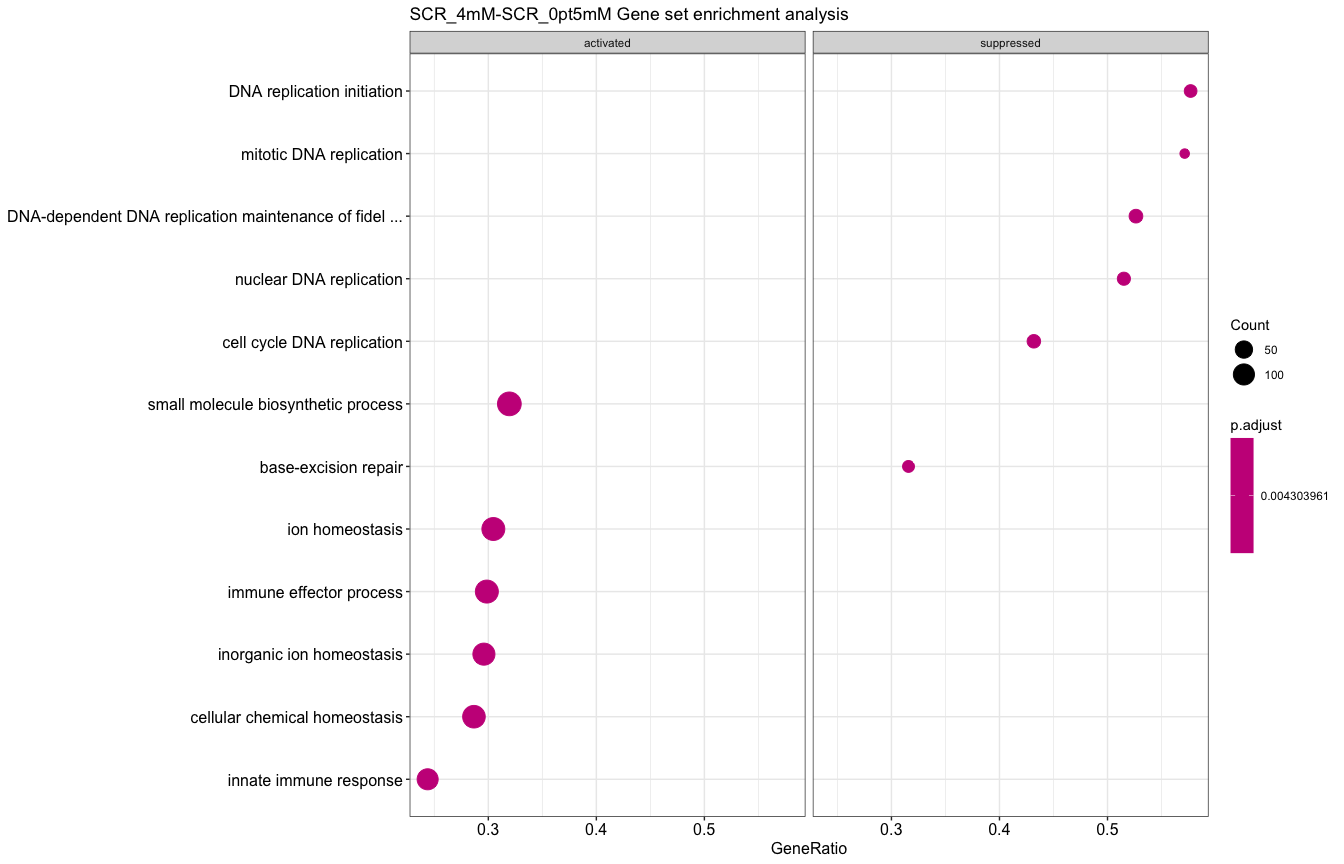 SCR_4mM-SCR_0pt5mM Gene set enrichment analysis
activated
suppressed
DNA replication initiation
mitotic DNA replication
DNA-dependent DNA replication maintenance of fidel ...
nuclear DNA replication
cell cycle DNA replication
small molecule biosynthetic process
base-excision repair
ion homeostasis
immune effector process
inorganic ion homeostasis
cellular chemical homeostasis
innate immune response
0.3 0.4 0.5
0.3 0.4 0.5
GeneRatio
Count
50
100
p.adjust
0.004303961